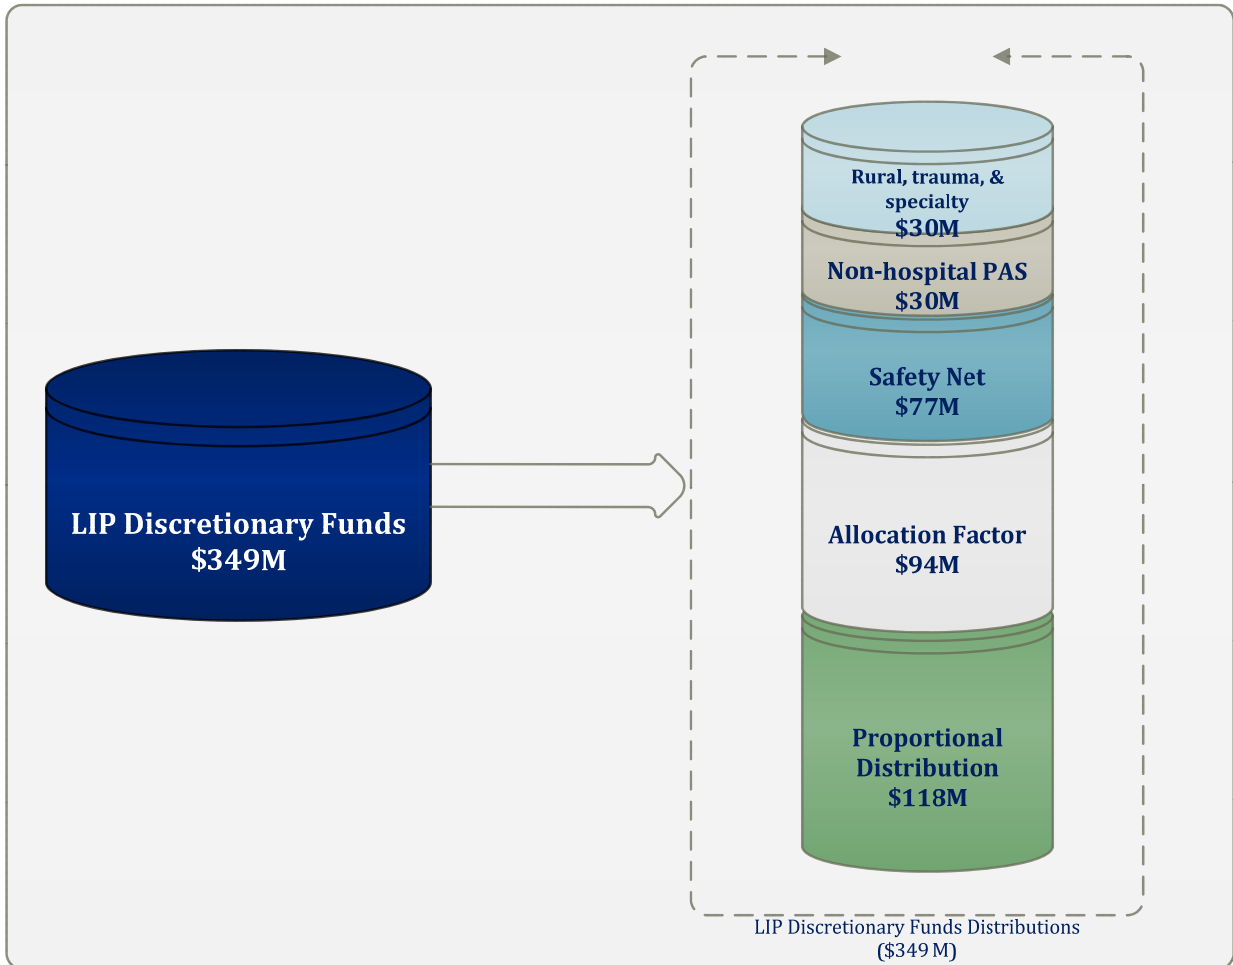 Rural, trauma, &
specialty
$30M
Non-hospital PAS
$30M
Safety Net
$77M
LIP Discretionary Funds
$349M
Allocation Factor
$94M
Proportional
Distribution
$118M
LIP Discretionary Funds Distributions
($349 M)